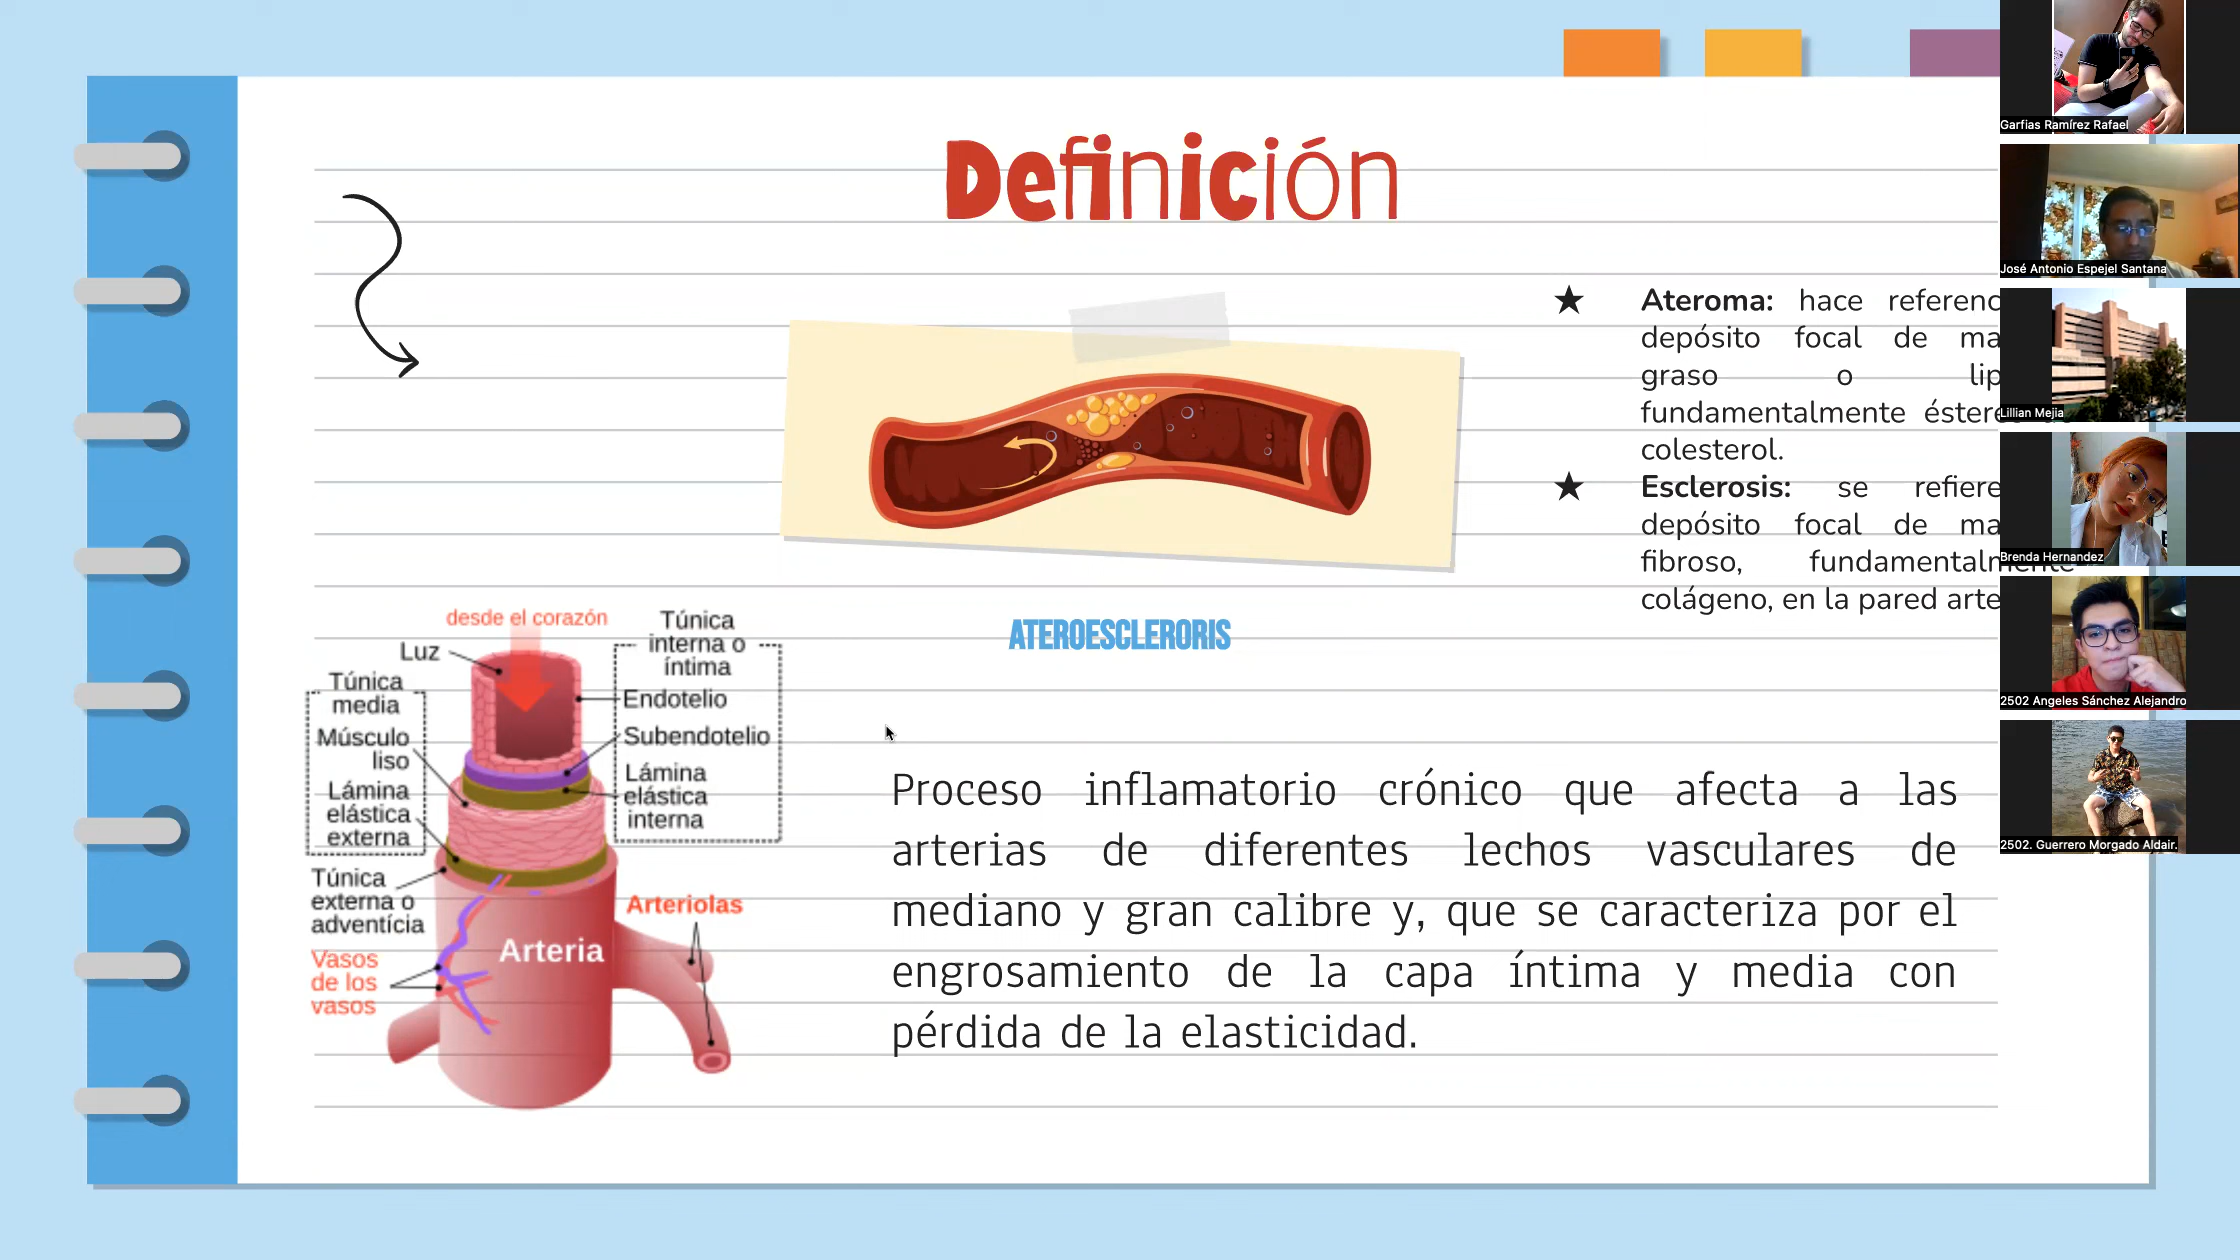 Definición
Ateroma: hace referenc
depósito focal de ma
graso o lip
fundamentalmente éster
colesterol.
Esclerosis: se refiere
depósito focal de ma
fibroso, fundamentalmente
colágeno, en la pared arte
ATEROESCLERORIS
Proceso inflamatorio crónico que afecta a las
arterias de diferentes lechos vasculares de
mediano y gran calibre y, que se caracteriza por el
engrosamiento de la capa íntima y media con
pérdida de la elasticidad.
desde el corazón
Luz
Túnica
media
Músculo
liso
Lámina
elástica
externa
Túnica
externa o
adventícia
Vasos
de los
vasos
Túnica
interna o
íntima
Endotelio
Subendotelio
Lámina
elástica
interna
Arteriolas
Arteria
Garfias Ramírez Rafael
José Antonio Espejel Santana
Lillian Mejia
Brenda Hernandez
2502 Angeles Sánchez Alejandro
2502. Guerrero Morgado Aldair.